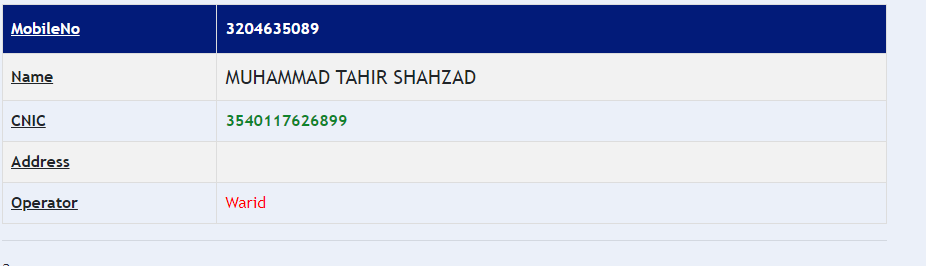 MobileNo 3204635089
Name MUHAMMAD TAHIR SHAHZAD
CNIC 3540117626899
Address
Operator Warid